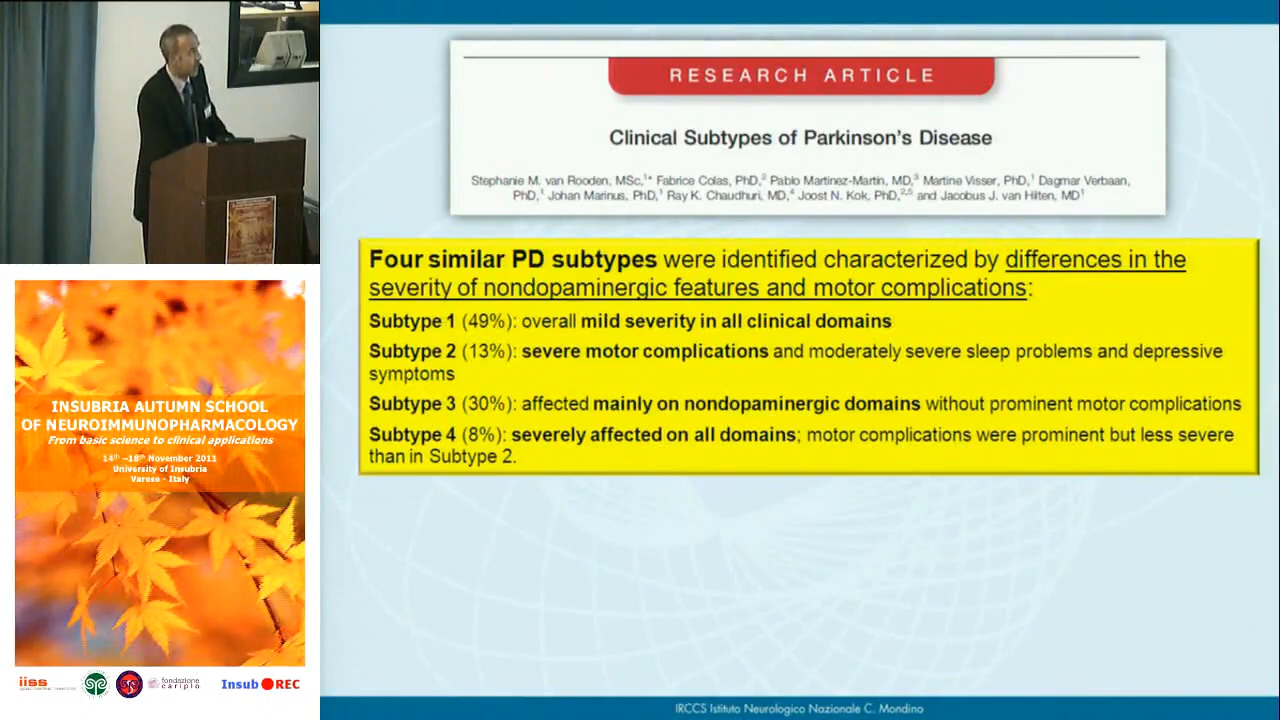 RESEARCH ARTICLE
Clinical Subtypes of Parkinson's Disease
Stephanie M. van Rooden, MSc,1* Fabrice Colas, PhD,2 Pablo Martinez-Martin, MD,3 Martine Visser, PhD,1 Dagmar Verbaan,
PhD,1 Johan Marinus, PhD,1 Ray K. Chaudhuri, MD,4 Joost N. Kok, PhD,2,5 and Jacobus J. van Hilten, MD1
Four similar PD subtypes were identified characterized by differences in the
severity of nondopaminergic features and motor complications:
Subtype 1 (49%): overall mild severity in all clinical domains
Subtype 2 (13%): severe motor complications and moderately severe sleep problems and depressive
symptoms
Subtype 3 (30%): affected mainly on nondopaminergic domains without prominent motor complications
Subtype 4 (8%): severely affected on all domains; motor complications were prominent but less severe
than in Subtype 2.
IRCCS Istituto Neurologico Nazionale C. Mondino
INSUBRIA AUTUMN SCHOOL
OF NEUROIMMUNOPHARMACOLOGY
From basic science to clinical applications
14th –18th November 2011
University of Insubria
Varese - Italy
iiss
fondazione
cariplo
Insub REC